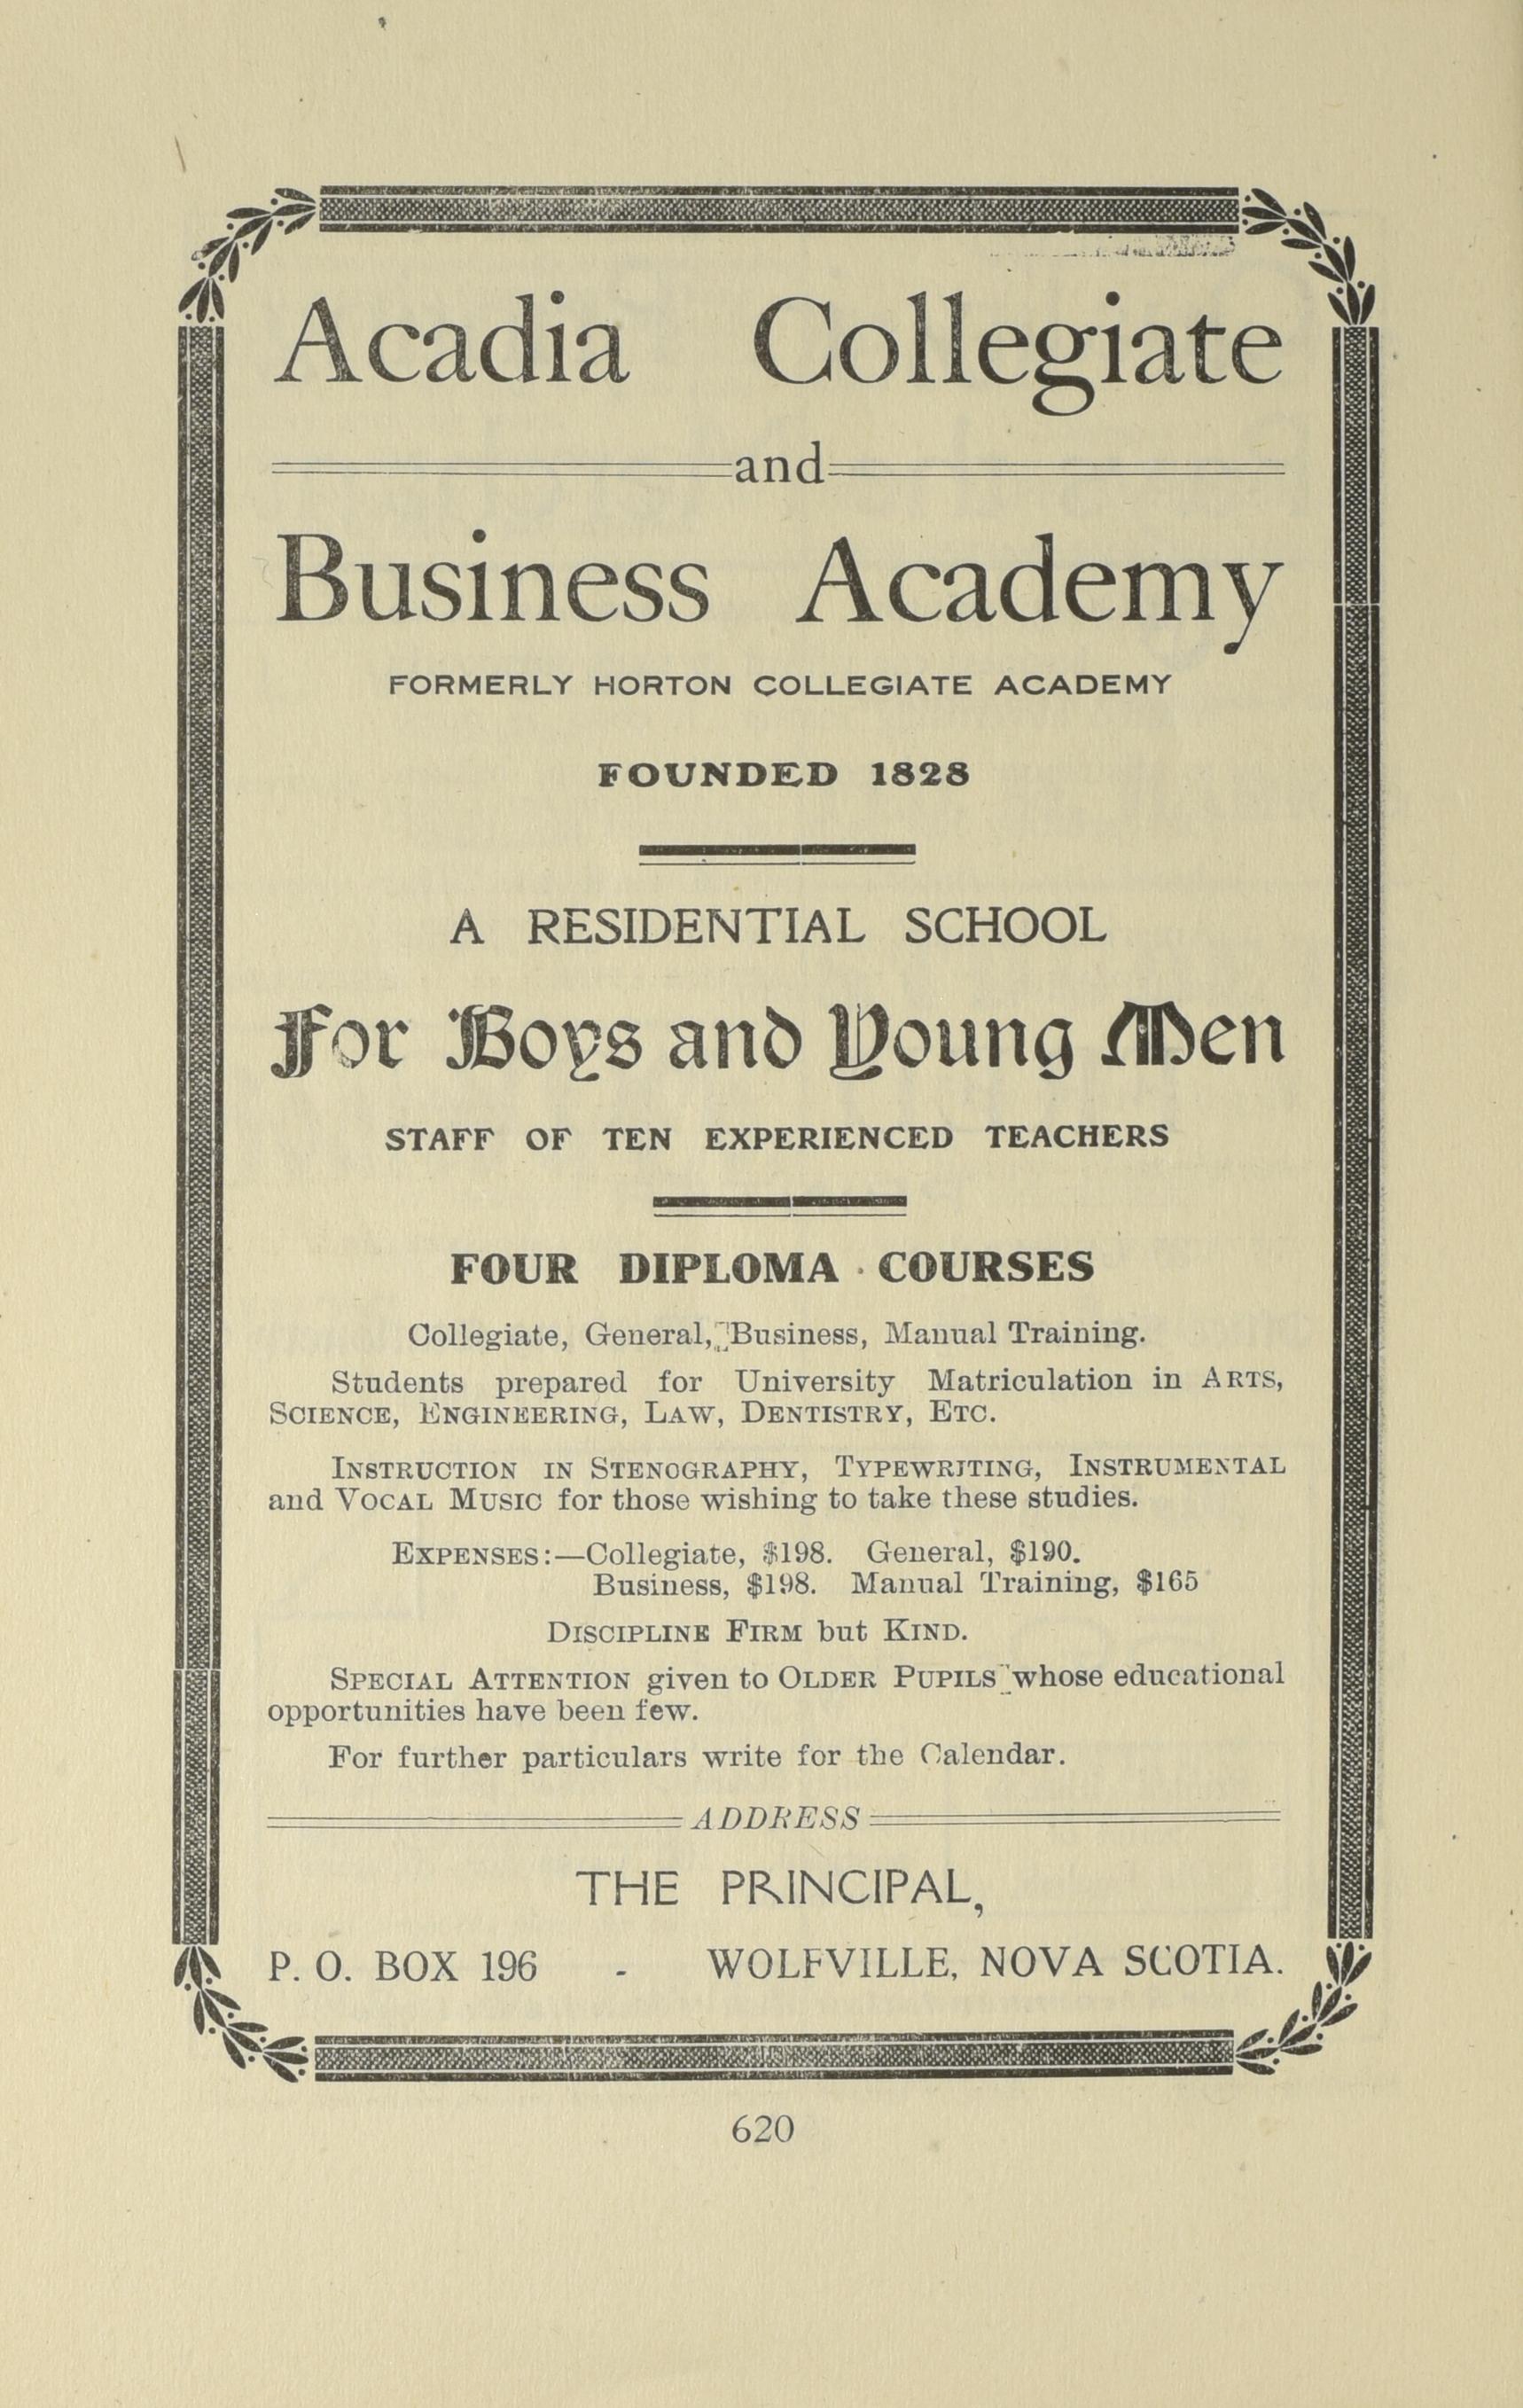 Acadia Collegiate
and
Business Academy
FORMERLY HORTON COLLEGIATE ACADEMY
FOUNDED 1828
A RESIDENTIAL SCHOOL
For Boys and Young Men
STAFF OF TEN EXPERIENCED TEACHERS
FOUR DIPLOMA COURSES
Collegiate, General, Business, Manual Training.
Students prepared for University Matriculation in ARTS,
SCIENCE, ENGINEERING, LAW, DENTISTRY, ETC.
INSTRUCTION IN STENOGRAPHY, TYPEWRITING, INSTRUMENTAL
and VOCAL MUSIC for those wishing to take these studies.
EXPENSES:—Collegiate, $198. General, $190.
Business, $198. Manual Training, $165
DISCIPLINE FIRM but KIND.
SPECIAL ATTENTION given to OLDER PUPILS whose educational
opportunities have been few.
For further particulars write for the Calendar.
ADDRESS
THE PRINCIPAL,
P. O. BOX 196 - WOLFVILLE, NOVA SCOTIA.
620